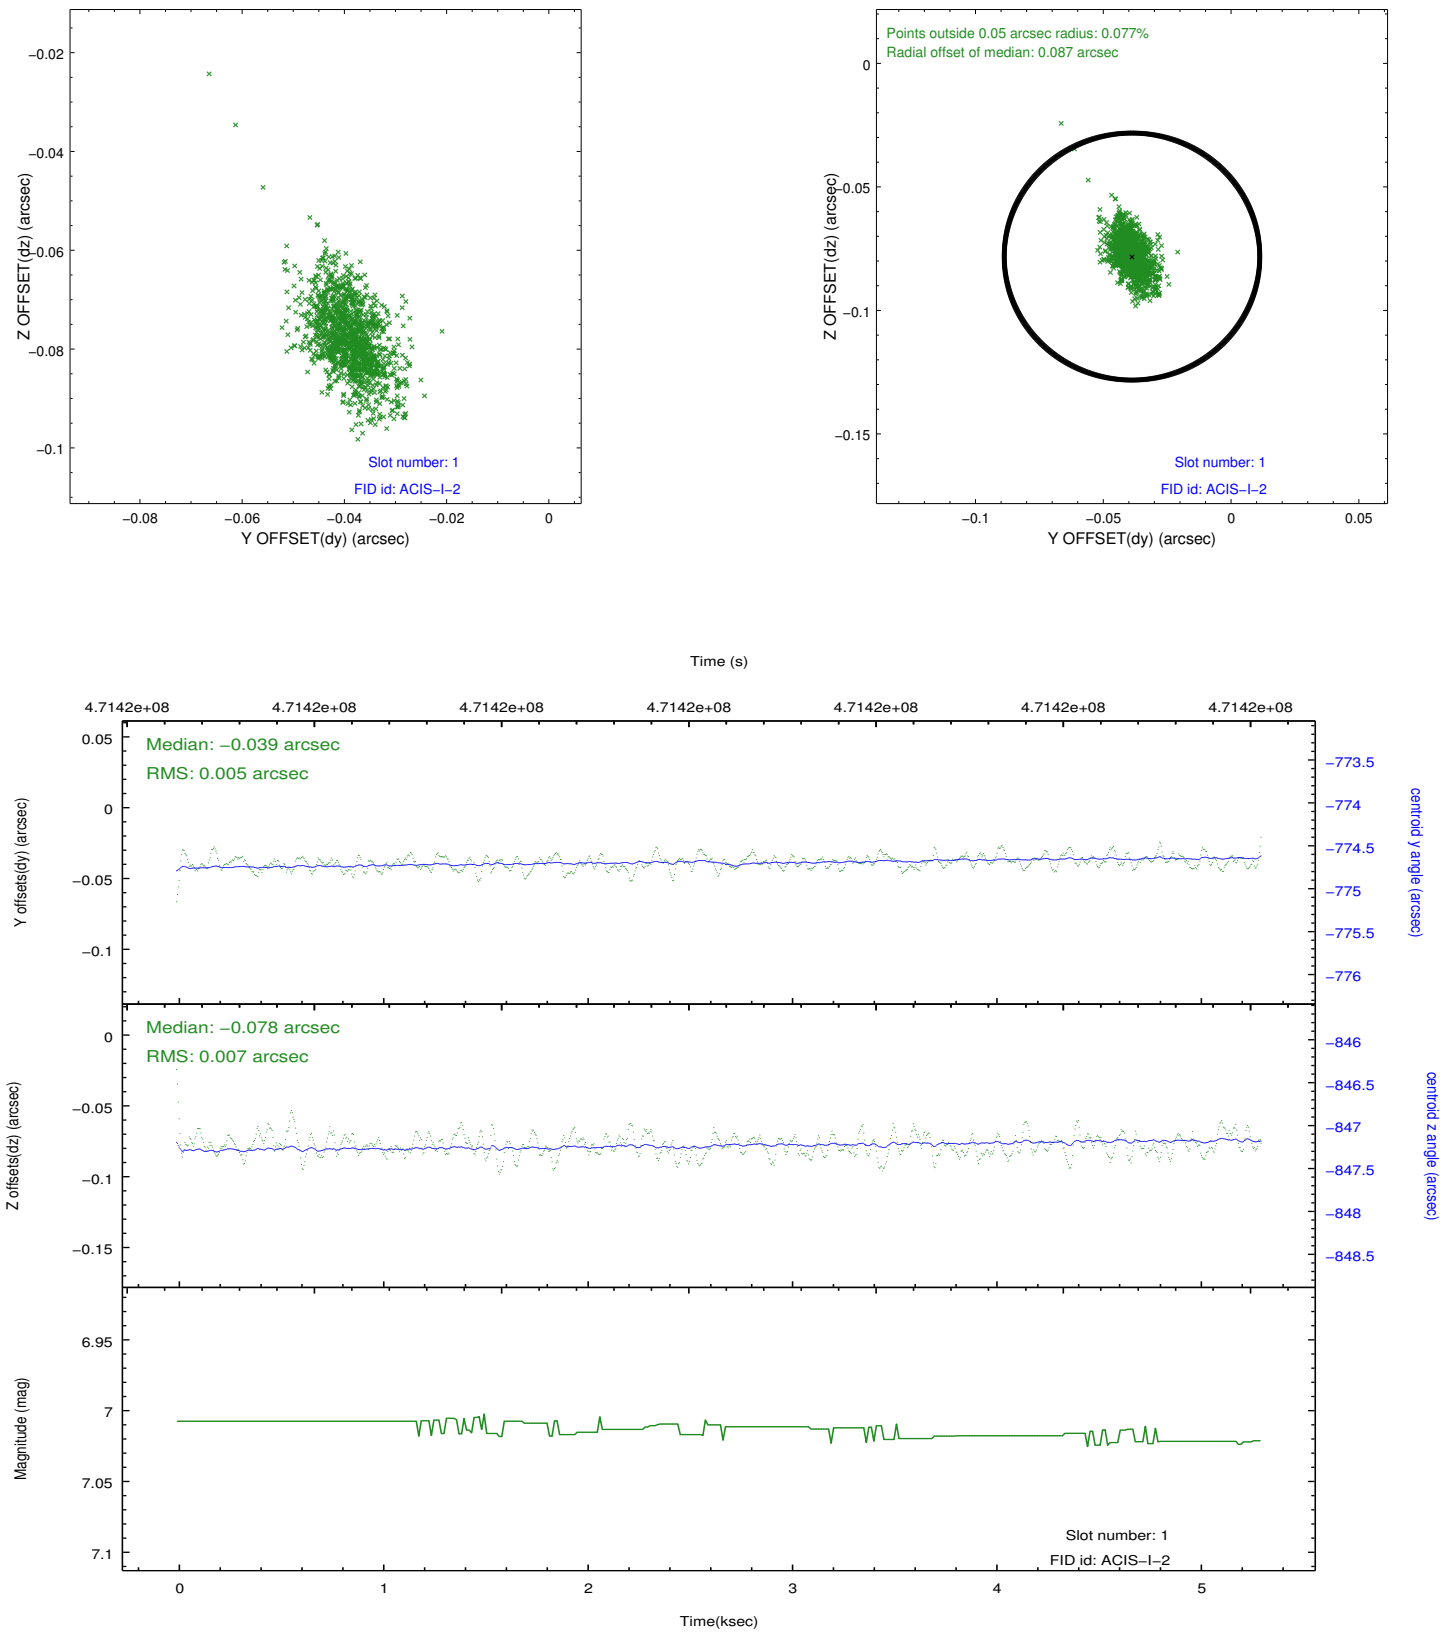 −0.02
−0.04
−0.06
−0.08
−0.1
Z OFFSET(dz) (arcsec)
Slot number: 1
FID id: ACIS−I−2
−0.08
−0.06
−0.04
−0.02
0
Y OFFSET(dy) (arcsec)
Points outside 0.05 arcsec radius: 0.077%
Radial offset of median: 0.087 arcsec
0
−0.05
−0.1
−0.15
Z OFFSET(dz) (arcsec)
Slot number: 1
FID id: ACIS−I−2
−0.1
−0.05
0
0.05
Y OFFSET(dy) (arcsec)
Time (s)
4.7142e+08
4.7142e+08
4.7142e+08
4.7142e+08
4.7142e+08
4.7142e+08
4.7142e+08
Median: −0.039 arcsec
RMS: 0.005 arcsec
0.05
0
−0.05
−0.1
Y offsets(dy) (arcsec)
−773.5
−774
−774.5
−775
−775.5
−776
centroid y angle (arcsec)
Median: −0.078 arcsec
RMS: 0.007 arcsec
0
−0.05
−0.1
−0.15
Z offsets(dz) (arcsec)
−846
−846.5
−847
−847.5
−848
−848.5
centroid z angle (arcsec)
6.95
7
7.05
7.1
Magnitude (mag)
Slot number: 1
FID id: ACIS−I−2
0
1
2
3
4
5
Time(ksec)